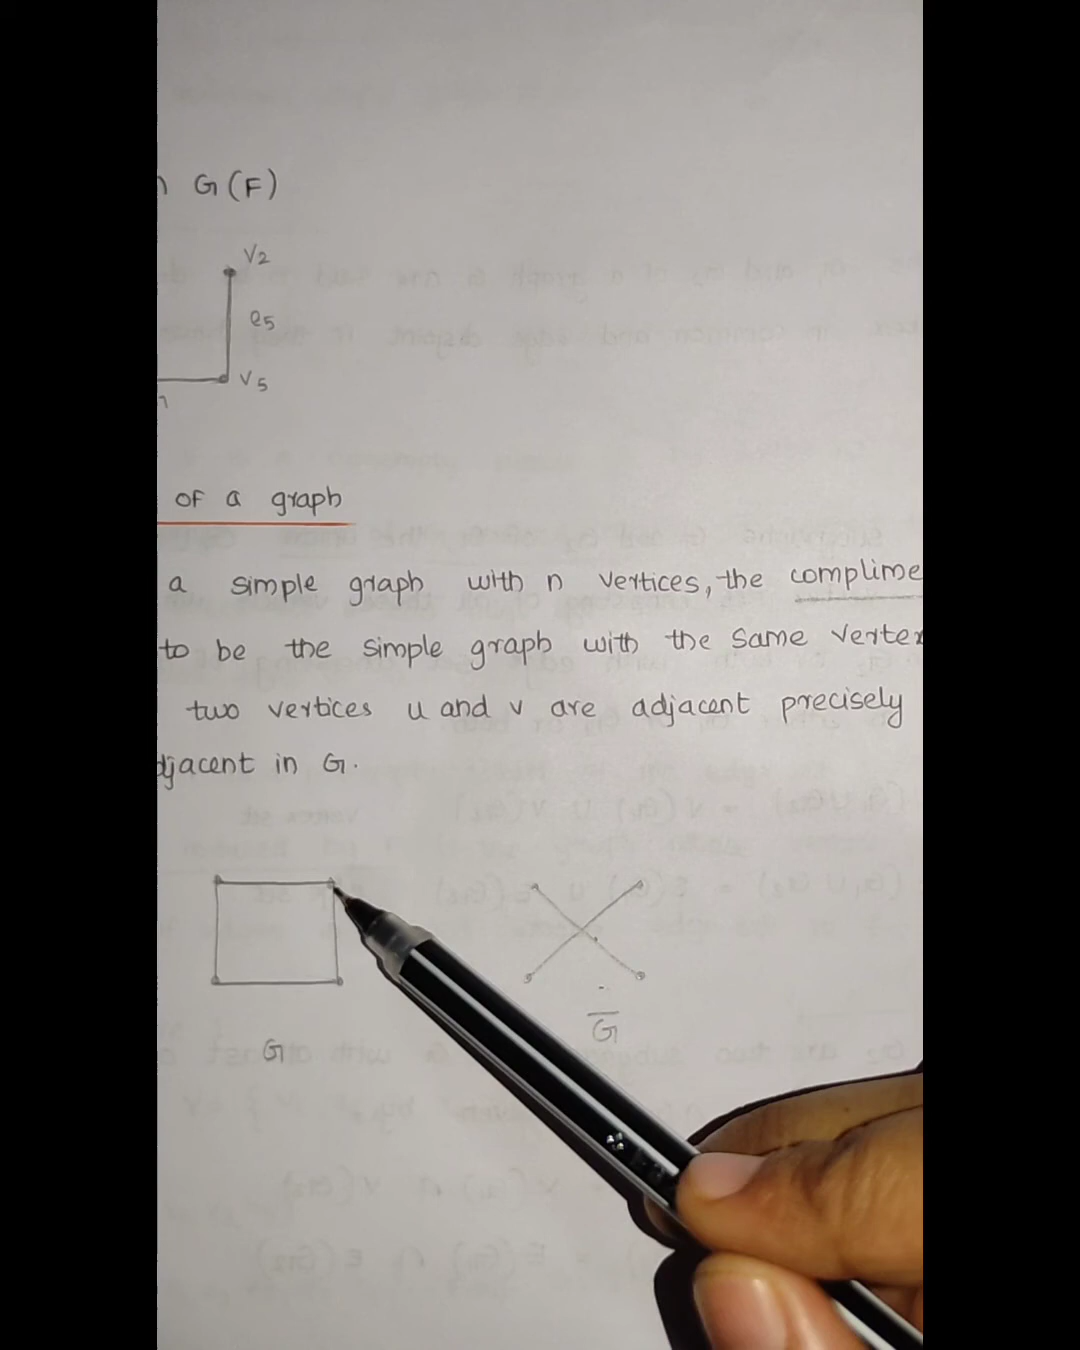 G(F)
V2
e5
V5
of a graph
a simple graph with n vertices, the complime
to be the simple graph with the same vertex
two vertices u and v are adjacent precisely
djacent in G.
G
G̅